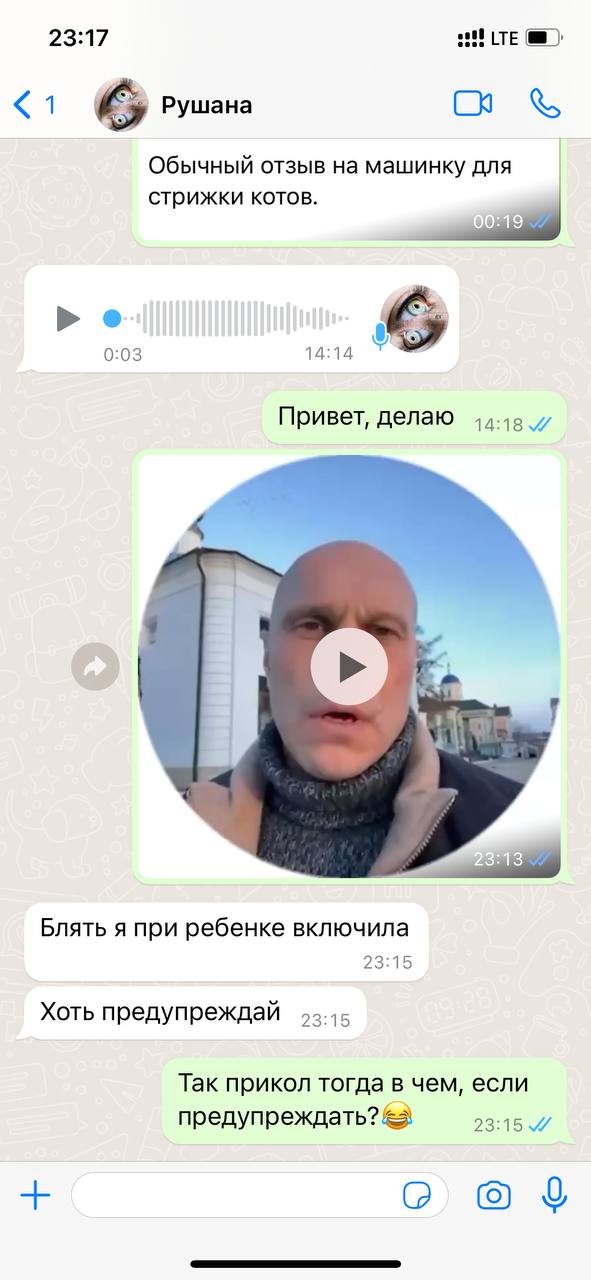 23:17
LTE
1
Рушана
Обычный отзыв на машинку для
стрижки котов.
00:19
0:03
14:14
Привет, делаю
14:18
23:13
Блять я при ребенке включила
23:15
Хоть предупреждай
23:15
Так прикол тогда в чем, если
предупреждать?😂
23:15